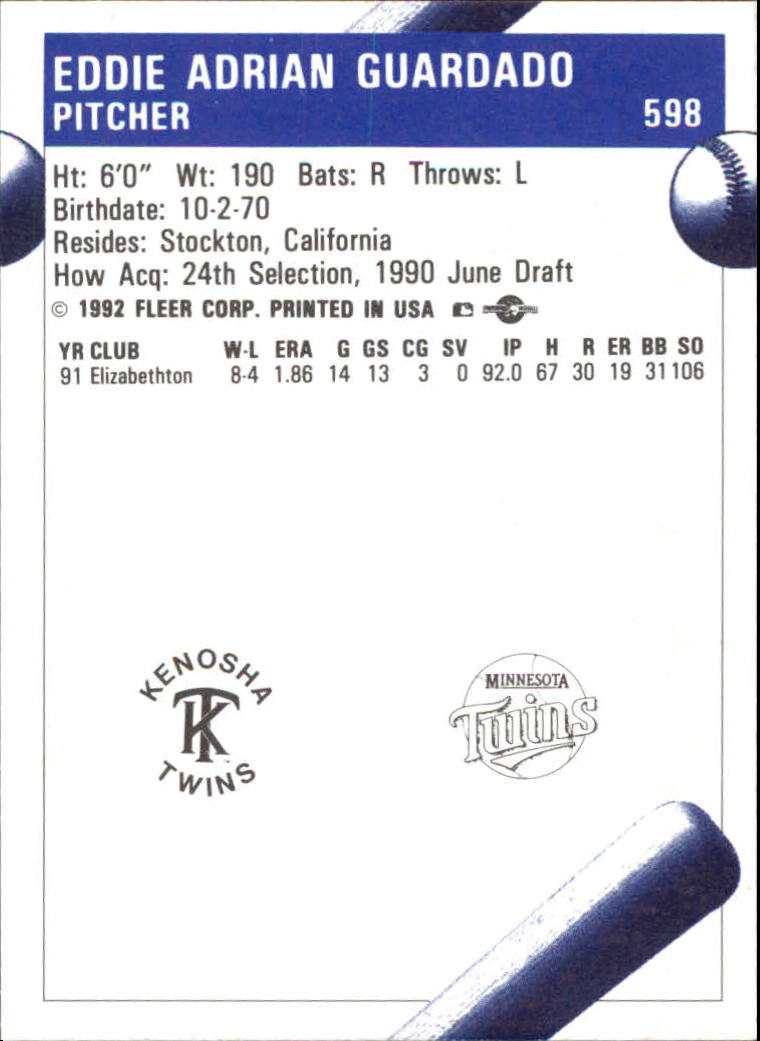 EDDIE ADRIAN GUARDADO
PITCHER 598
Ht: 6'0" Wt: 190 Bats: R Throws: L
Birthdate: 10-2-70
Resides: Stockton, California
How Acq: 24th Selection, 1990 June Draft
© 1992 FLEER CORP. PRINTED IN USA
YR CLUB W-L ERA G GS CG SV IP H R ER BB SO
91 Elizabethton 8-4 1.86 14 13 3 0 92.0 67 30 19 31 106
KENOSHA
TK
TWINS
MINNESOTA
Twins